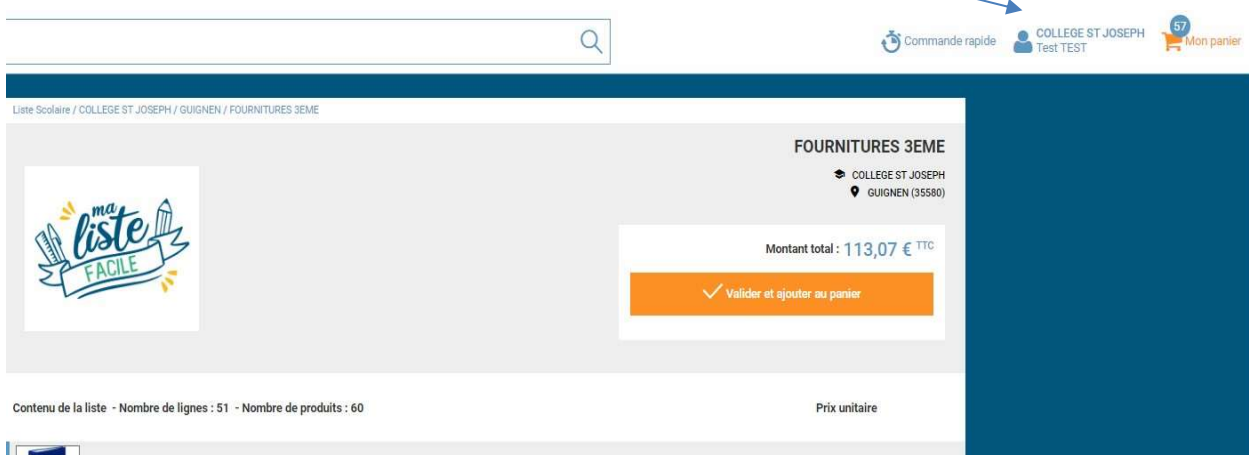 57
Commande rapide
COLLEGE ST JOSEPH
Test TEST
Mon panier
Liste Scolaire / COLLEGE ST JOSEPH / GUIGNEN / FOURNITURES 3EME
FOURNITURES 3EME
COLLEGE ST JOSEPH
GUIGNEN (35580)
ma
liste
FACILE
Montant total : 113,07 € TTC
Valider et ajouter au panier
Contenu de la liste - Nombre de lignes : 51 - Nombre de produits : 60
Prix unitaire